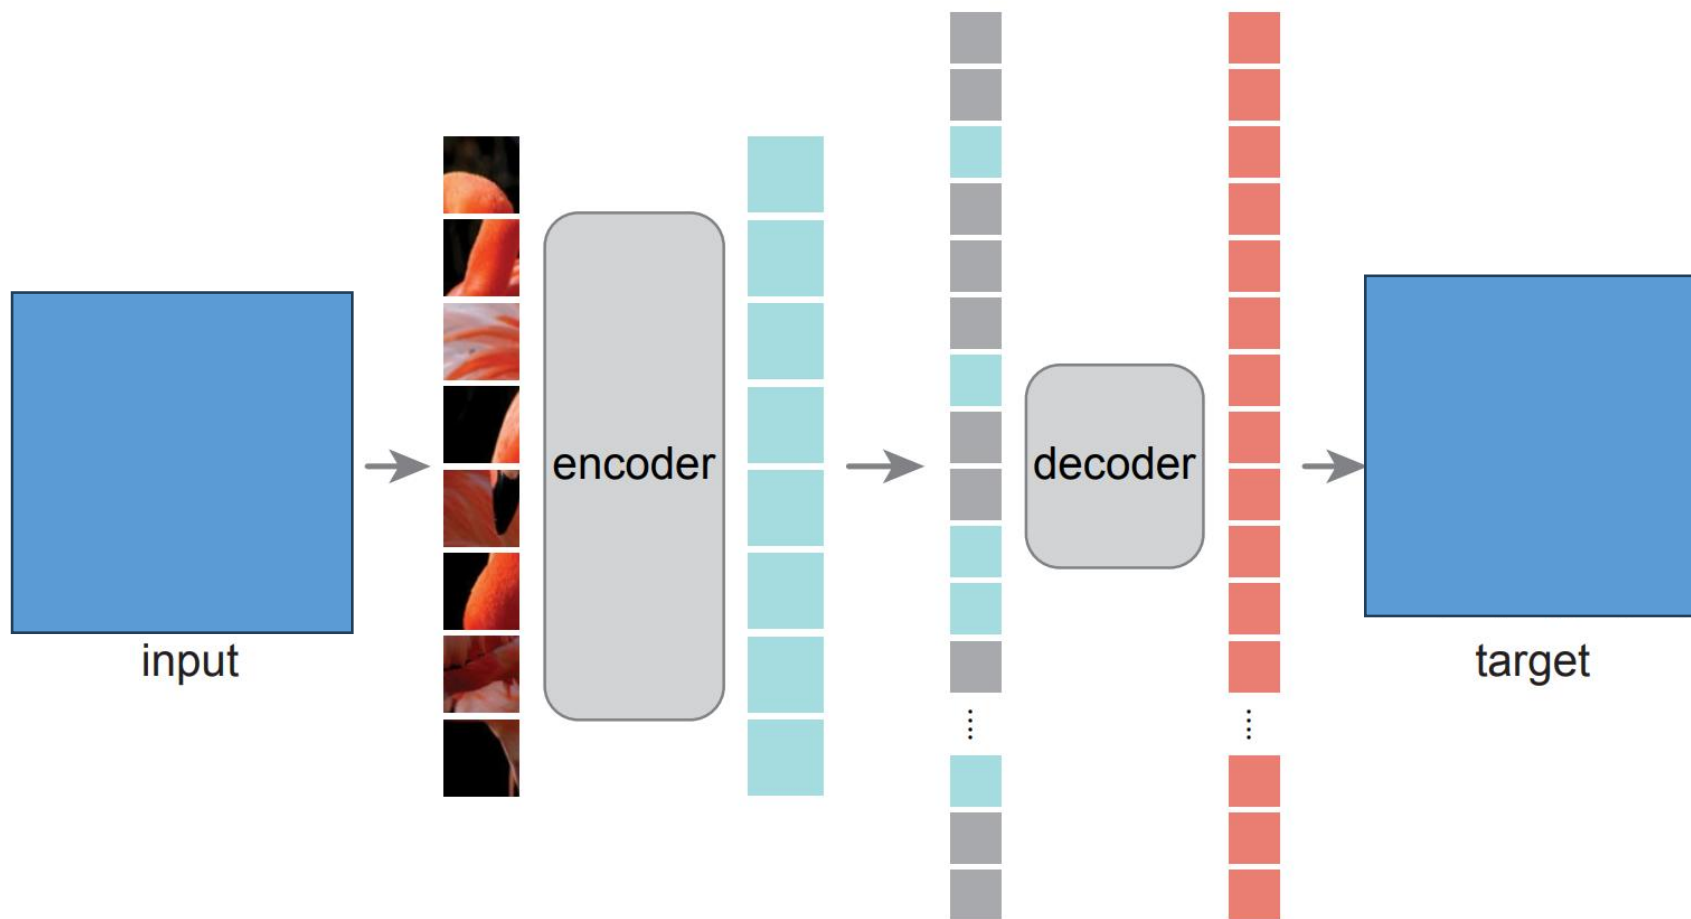 input
encoder
decoder
target